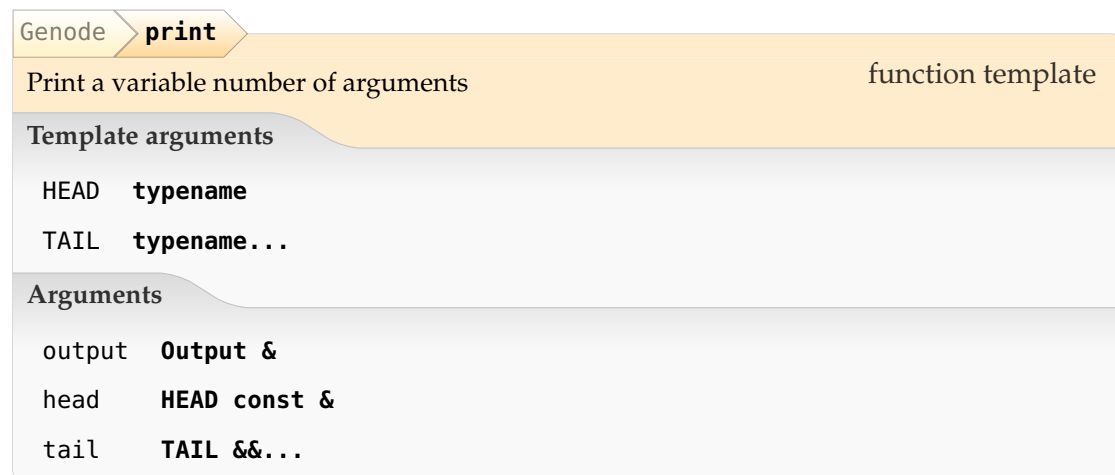 Genode print
Print a variable number of arguments function template
Template arguments
HEAD typename
TAIL typename...
Arguments
output Output &
head HEAD const &
tail TAIL &&...